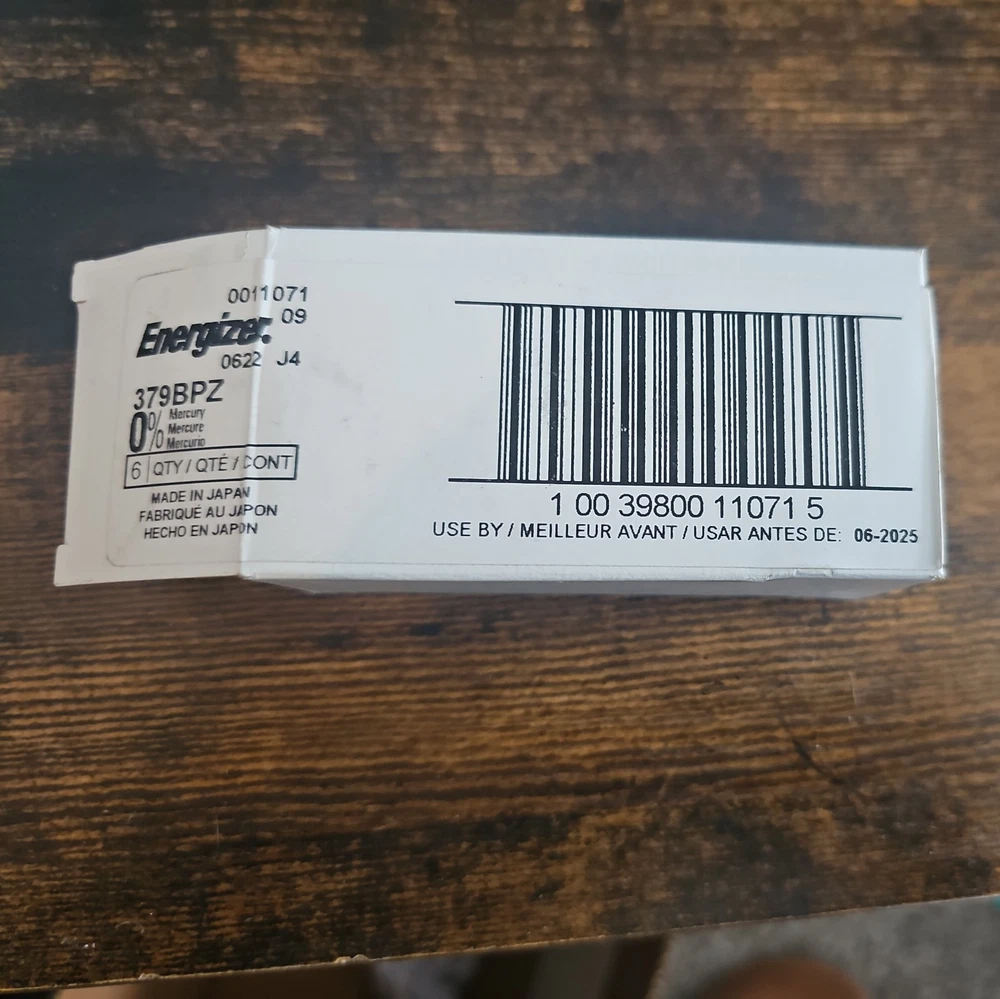 0011071
Energizer. 09
0622 J4
379BPZ
0% Mercury
Mercure
Mercurio
6 QTY / QTÉ / CONT
MADE IN JAPAN
FABRIQUÉ AU JAPON
HECHO EN JAPÓN
1 00 39800 11071 5
USE BY / MEILLEUR AVANT / USAR ANTES DE: 06-2025